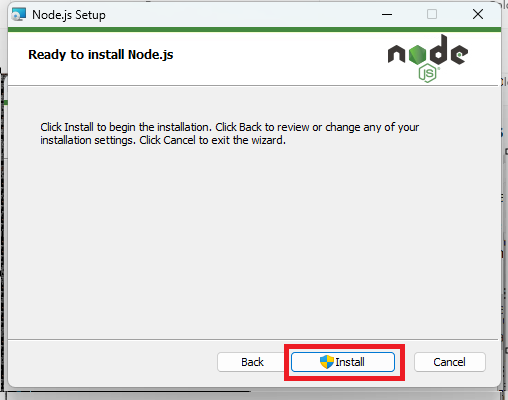 Node.js Setup
Ready to install Node.js
node
JS
Click Install to begin the installation. Click Back to review or change any of your
installation settings. Click Cancel to exit the wizard.
Back
Install
Cancel